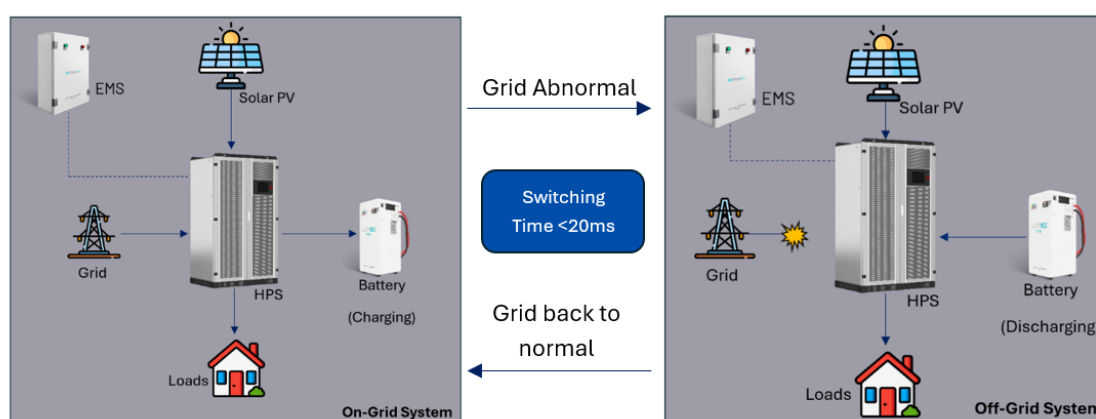 EMS
Solar PV
Grid
HPS
Battery
(Charging)
Loads
On-Grid System
Grid Abnormal
Switching
Time <20ms
Grid back to
normal
EMS
Solar PV
Grid
HPS
Battery
(Discharging)
Loads
Off-Grid System